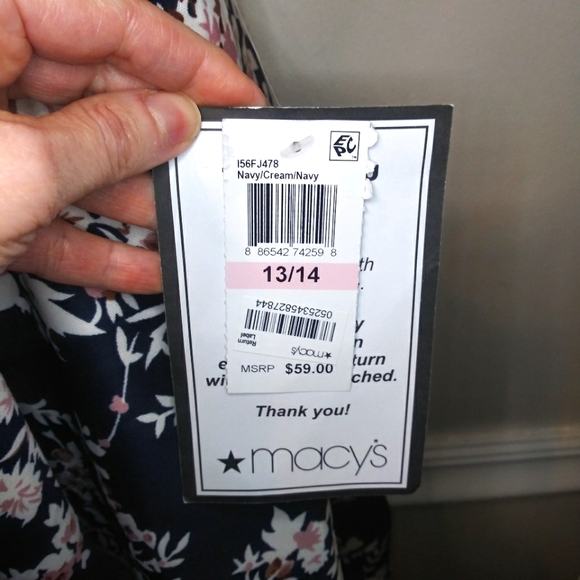 EPC
I56FJ478
Navy/Cream/Navy
8 86542 74259 8
13/14
0525345827844
Return
Label
★macy's
MSRP $59.00
Thank you!
★macy's